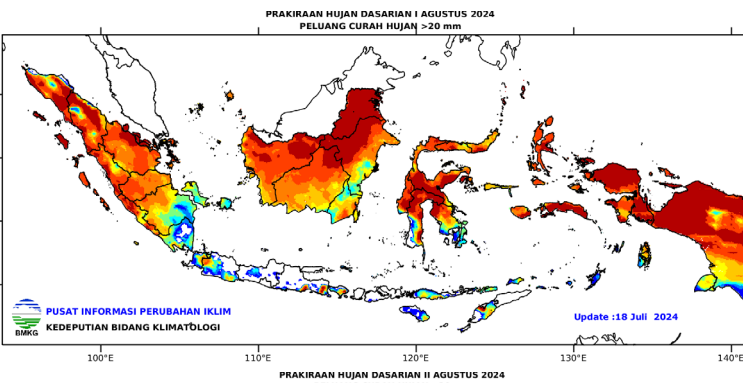 PRAKIRAAN HUJAN DASARIAN I AGUSTUS 2024
PELUANG CURAH HUJAN >20 mm
PUSAT INFORMASI PERUBAHAN IKLIM
KEDEPUTIAN BIDANG KLIMATOLOGI
BMKG
Update :18 Juli 2024
100°E 110°E 120°E 130°E 140°E
PRAKIRAAN HUJAN DASARIAN II AGUSTUS 2024